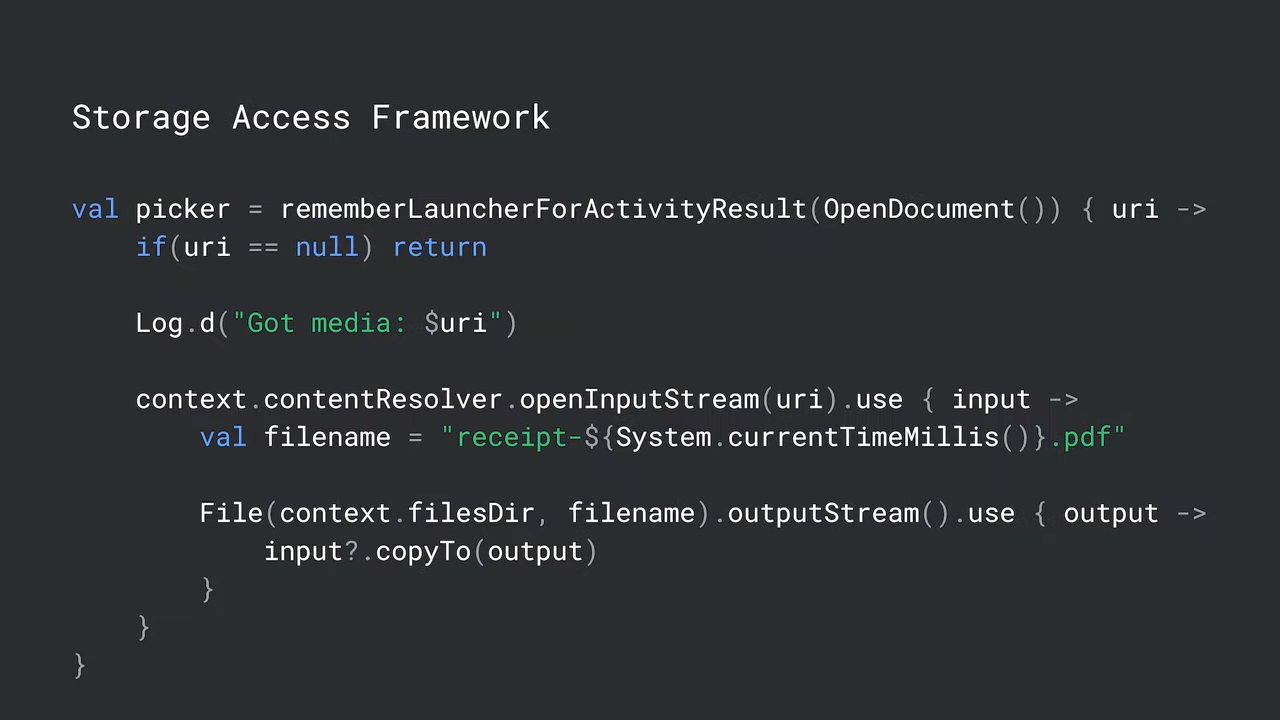 Storage Access Framework
val picker = rememberLauncherForActivityResult(OpenDocument()) { uri ->
    if(uri == null) return
    Log.d("Got media: $uri")
    context.contentResolver.openInputStream(uri).use { input ->
        val filename = "receipt-${System.currentTimeMillis()}.pdf"
        File(context.filesDir, filename).outputStream().use { output ->
            input?.copyTo(output)
        }
    }
}